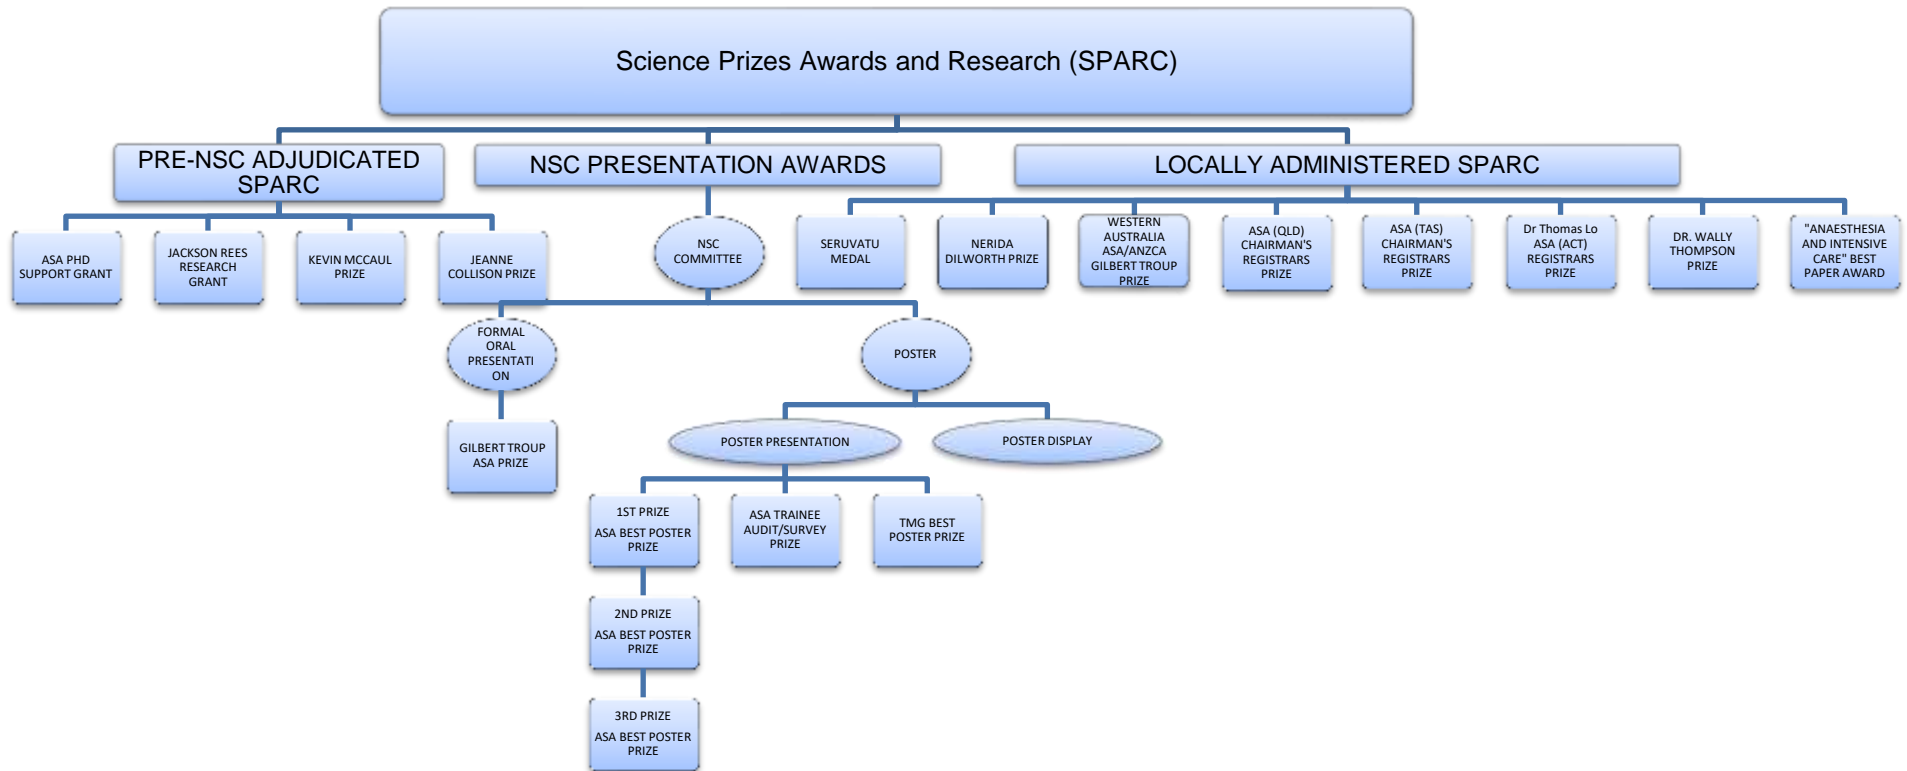 Science Prizes Awards and Research (SPARC)
PRE-NSC ADJUDICATED
SPARC
NSC PRESENTATION AWARDS
LOCALLY ADMINISTERED SPARC
ASA PHD
SUPPORT GRANT
JACKSON REES
RESEARCH
GRANT
KEVIN MCCAUL
PRIZE
JEANNE
COLLISON PRIZE
NSC
COMMITTEE
SERUVATU
MEDAL
NERIDA
DILWORTH PRIZE
WESTERN
AUSTRALIA
ASA/ANZCA
GILBERT TROUP
PRIZE
ASA (QLD)
CHAIRMAN'S
REGISTRARS
PRIZE
ASA (TAS)
CHAIRMAN'S
REGISTRARS
PRIZE
Dr Thomas Lo
ASA (ACT)
REGISTRARS
PRIZE
DR. WALLY
THOMPSON
PRIZE
"ANAESTHESIA
AND INTENSIVE
CARE" BEST
PAPER AWARD
FORMAL
ORAL
PRESENTATI
ON
POSTER
GILBERT TROUP
ASA PRIZE
POSTER PRESENTATION
POSTER DISPLAY
1ST PRIZE
ASA BEST POSTER
PRIZE
ASA TRAINEE
AUDIT/SURVEY
PRIZE
TMG BEST
POSTER PRIZE
2ND PRIZE
ASA BEST POSTER
PRIZE
3RD PRIZE
ASA BEST POSTER
PRIZE